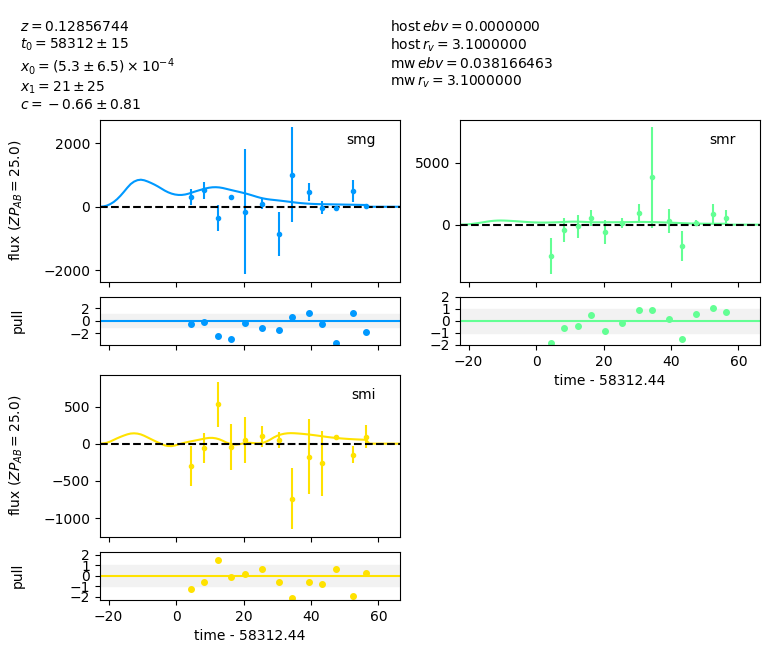 z = 0.12856744
t₀ = 58312 ± 15
x₀ = (5.3 ± 6.5) × 10⁻⁴
x₁ = 21 ± 25
c = −0.66 ± 0.81
host ebv = 0.0000000
host r_v = 3.1000000
mw ebv = 0.038166463
mw r_v = 3.1000000
smg
flux (ZP_AB = 25.0)
2000
0
−2000
pull
2
0
−2
smr
5000
0
2
1
0
−1
−2
−20 0 20 40 60
time - 58312.44
smi
flux (ZP_AB = 25.0)
500
0
−500
−1000
pull
2
1
0
−1
−2
−20 0 20 40 60
time - 58312.44